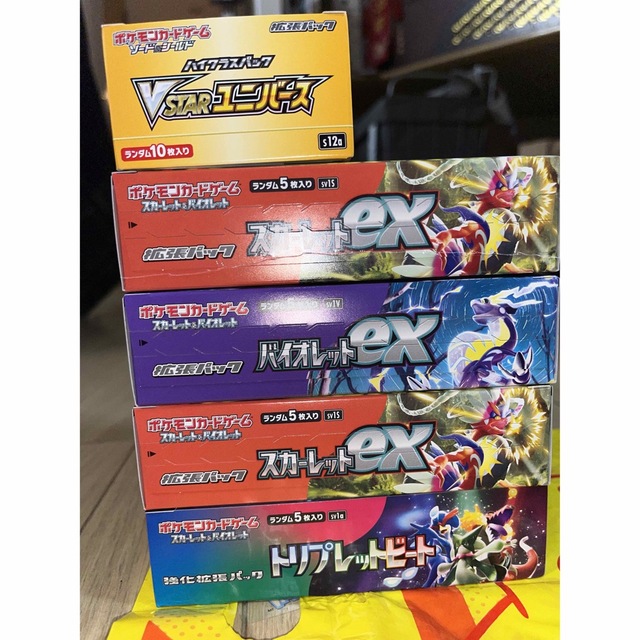 ポケモンカードゲーム
ソード&シールド
拡張パック
ハイクラスパック
VSTARユニバース
ランダム10枚入り
s12a
ポケモンカードゲーム
スカーレット&バイオレット
ランダム5枚入り
sv1S
拡張パック
スカーレットex
ポケモンカードゲーム
スカーレット&バイオレット
ランダム5枚入り
sv1V
拡張パック
バイオレットex
ポケモンカードゲーム
スカーレット&バイオレット
ランダム5枚入り
sv1S
拡張パック
スカーレットex
ポケモンカードゲーム
スカーレット&バイオレット
ランダム5枚入り
sv1a
強化拡張パック
トリプレットビート